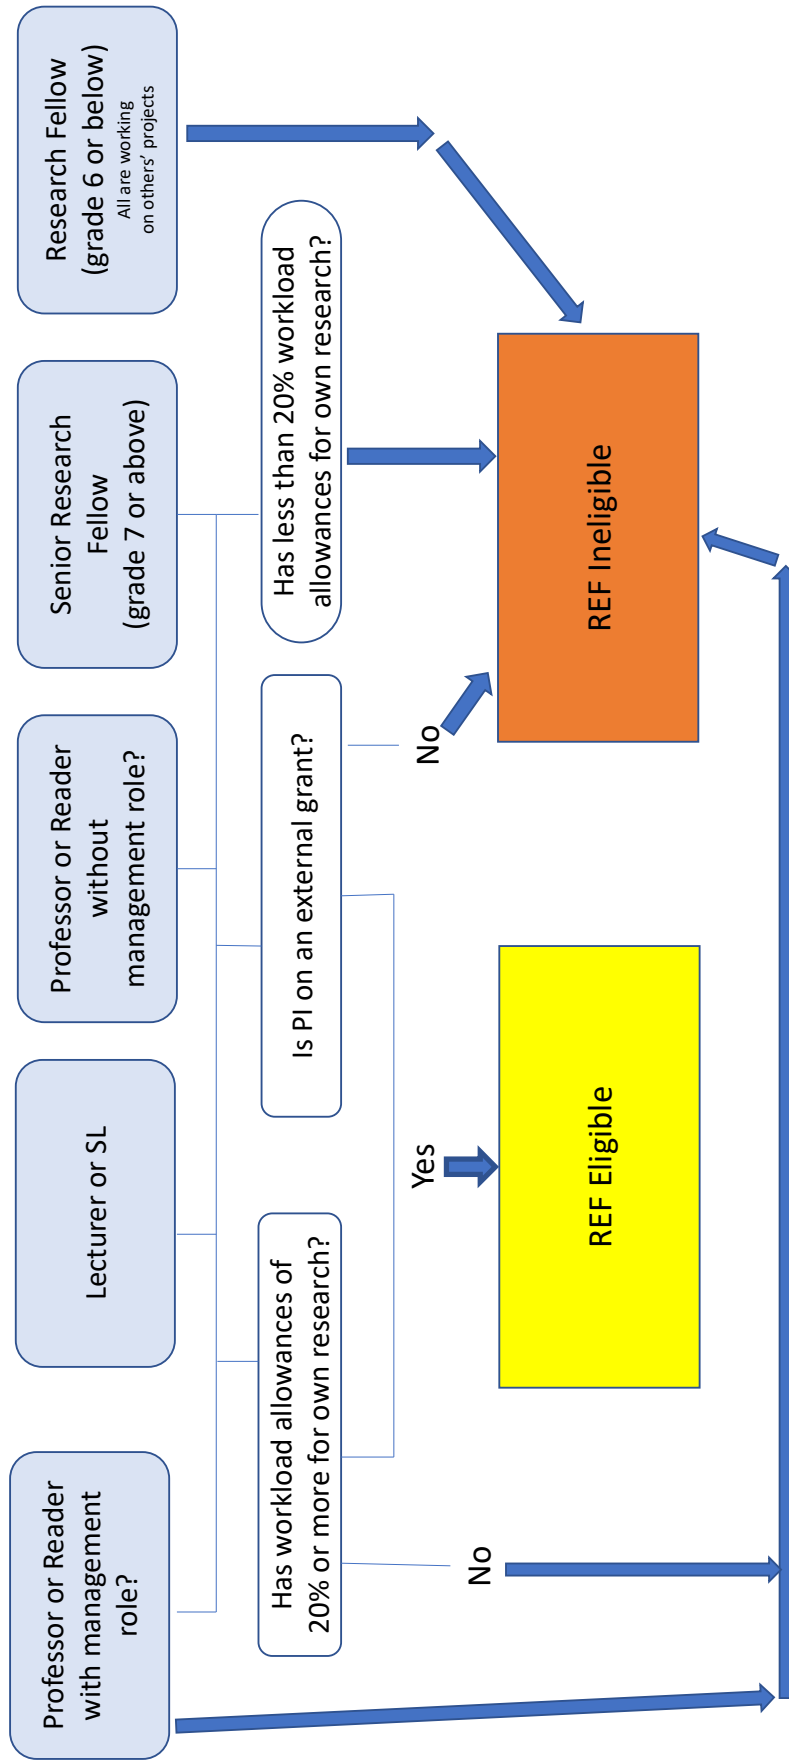 Professor or Reader
with management
role?
Lecturer or SL
Professor or Reader
without
management role?
Senior Research
Fellow
(grade 7 or above)
Research Fellow
(grade 6 or below)
All are working
on others’ projects
Has workload allowances of
20% or more for own research?
Is PI on an external grant?
Has less than 20% workload
allowances for own research?
No
Yes
No
REF Eligible
REF Ineligible